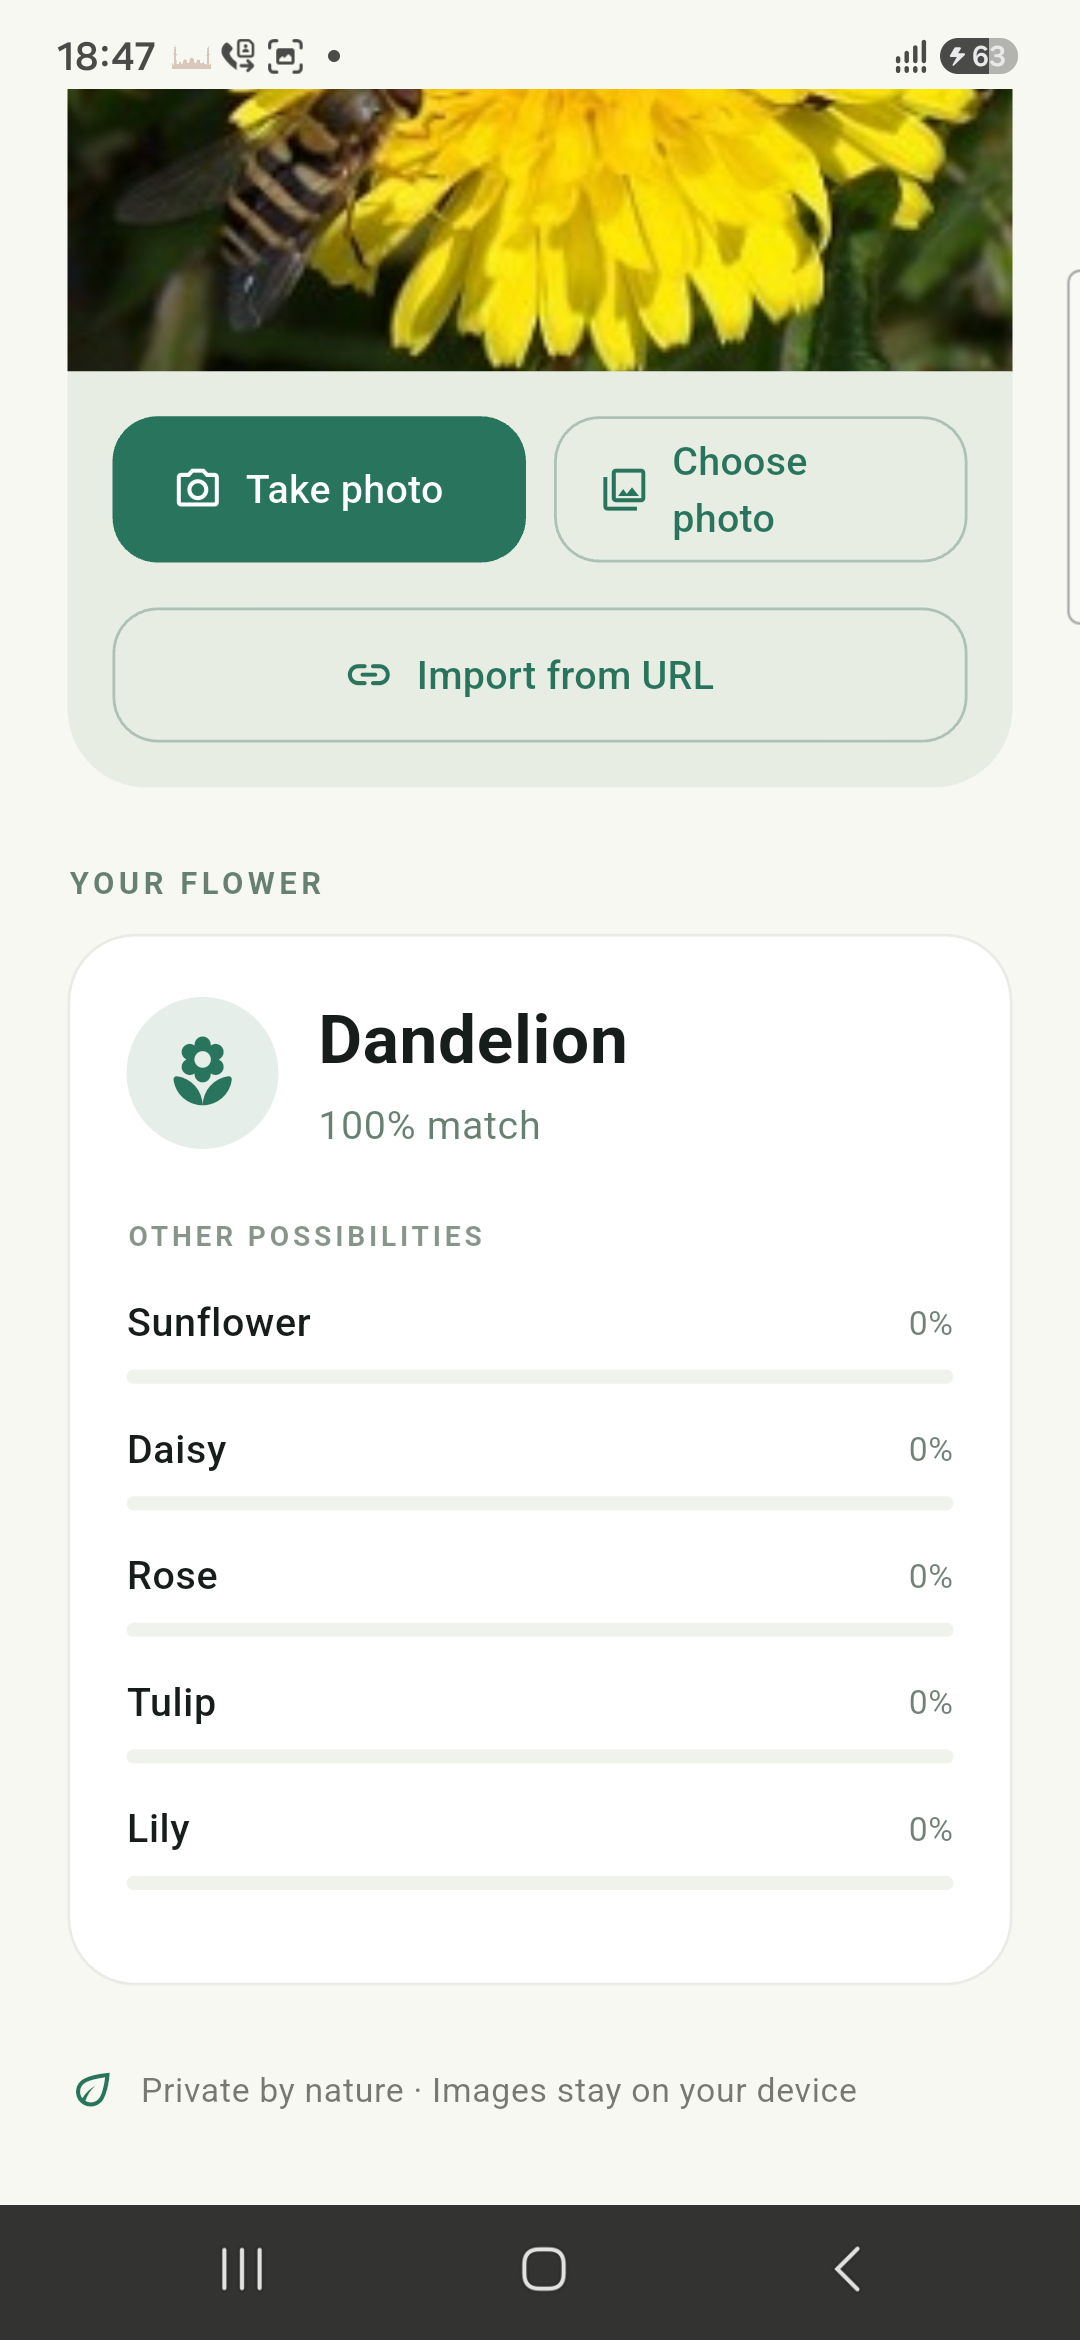 18:47
63
Take photo
Choose
photo
Import from URL
YOUR FLOWER
Dandelion
100% match
OTHER POSSIBILITIES
Sunflower 0%
Daisy 0%
Rose 0%
Tulip 0%
Lily 0%
Private by nature · Images stay on your device